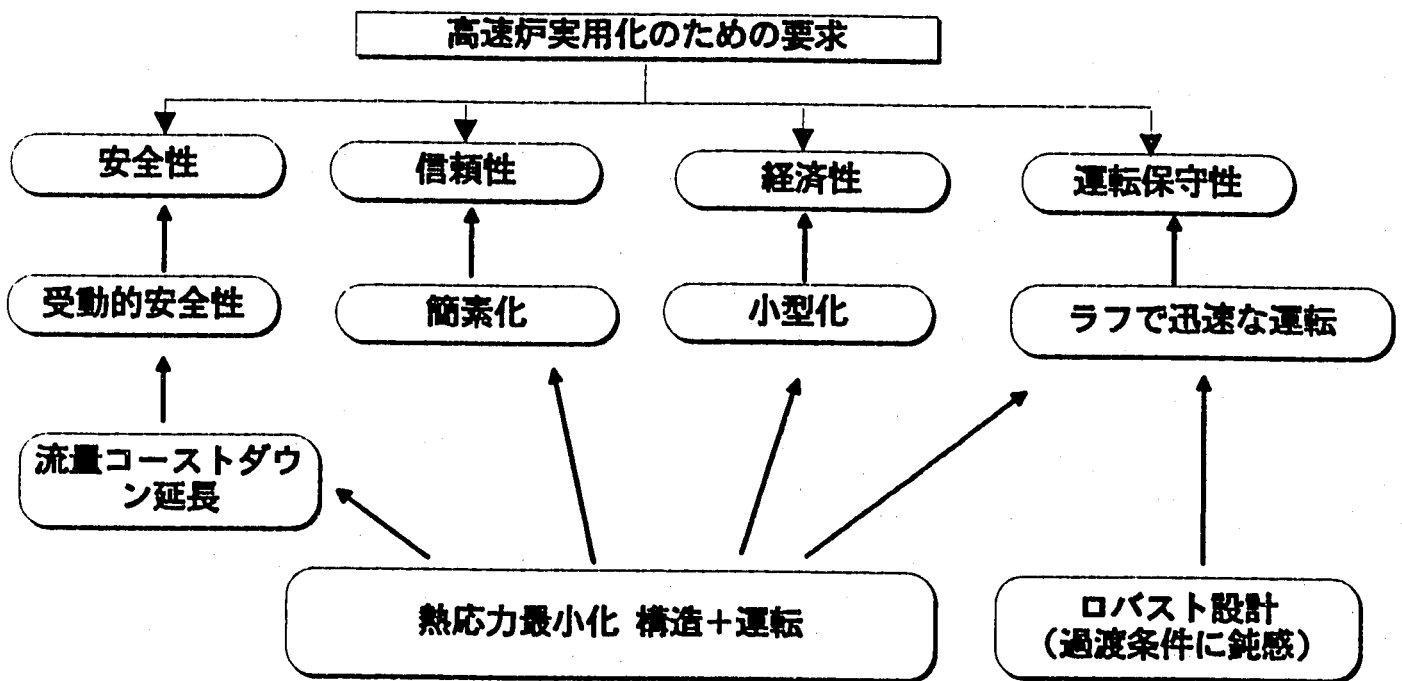 高速炉実用化のための要求
安全性
信頼性
経済性
運転保守性
受動的安全性
簡素化
小型化
ラフで迅速な運転
流量コーストダウ
ン延長
熱応力最小化 構造＋運転
ロバスト設計
（過渡条件に鈍感）